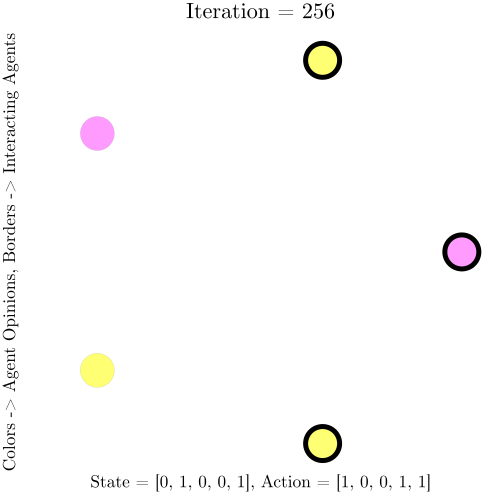 Iteration = 256
Colors -> Agent Opinions, Borders -> Interacting Agents
State = [0, 1, 0, 0, 1], Action = [1, 0, 0, 1, 1]